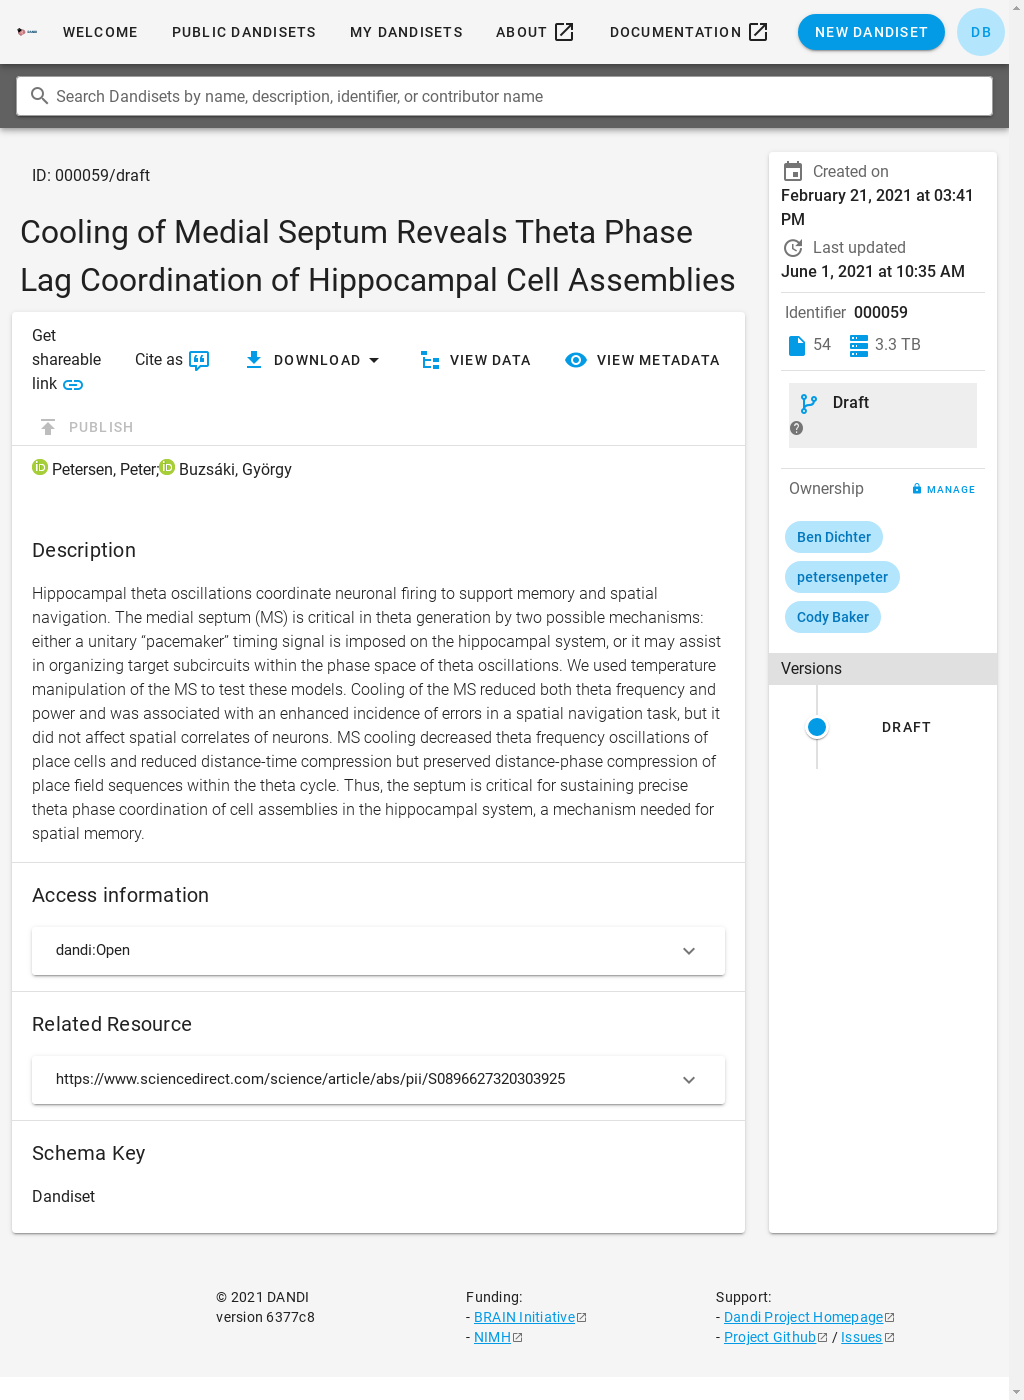 WELCOME PUBLIC DANDISETS MY DANDISETS ABOUT DOCUMENTATION NEW DANDISET DB
Search Dandisets by name, description, identifier, or contributor name
ID: 000059/draft
Cooling of Medial Septum Reveals Theta Phase
Lag Coordination of Hippocampal Cell Assemblies
Get
shareable
link
Cite as
DOWNLOAD
VIEW DATA
VIEW METADATA
PUBLISH
Petersen, Peter; Buzsáki, György
Description
Hippocampal theta oscillations coordinate neuronal firing to support memory and spatial
navigation. The medial septum (MS) is critical in theta generation by two possible mechanisms:
either a unitary “pacemaker” timing signal is imposed on the hippocampal system, or it may assist
in organizing target subcircuits within the phase space of theta oscillations. We used temperature
manipulation of the MS to test these models. Cooling of the MS reduced both theta frequency and
power and was associated with an enhanced incidence of errors in a spatial navigation task, but it
did not affect spatial correlates of neurons. MS cooling decreased theta frequency oscillations of
place cells and reduced distance-time compression but preserved distance-phase compression of
place field sequences within the theta cycle. Thus, the septum is critical for sustaining precise
theta phase coordination of cell assemblies in the hippocampal system, a mechanism needed for
spatial memory.
Access information
dandi:Open
Related Resource
https://www.sciencedirect.com/science/article/abs/pii/S0896627320303925
Schema Key
Dandiset
Created on
February 21, 2021 at 03:41
PM
Last updated
June 1, 2021 at 10:35 AM
Identifier 000059
54 3.3 TB
Draft
Ownership MANAGE
Ben Dichter
petersenpeter
Cody Baker
Versions
DRAFT
© 2021 DANDI
version 6377c8
Funding:
- BRAIN Initiative
- NIMH
Support:
- Dandi Project Homepage
- Project Github / Issues